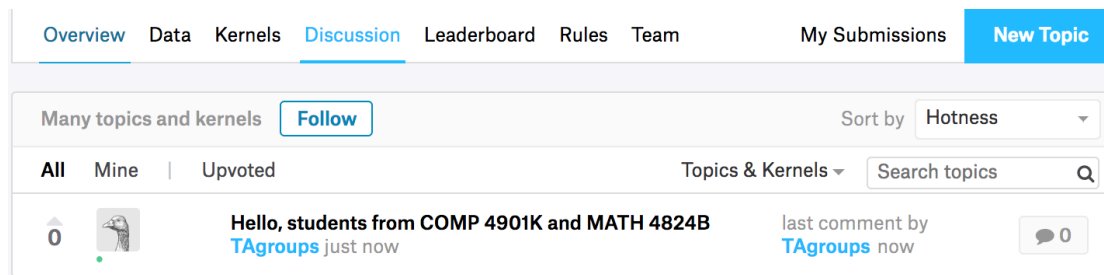 Overview Data Kernels Discussion Leaderboard Rules Team My Submissions New Topic
Many topics and kernels Follow Sort by Hotness
All Mine | Upvoted Topics & Kernels Search topics
0 Hello, students from COMP 4901K and MATH 4824B last comment by 0
TAgroups just now TAgroups now